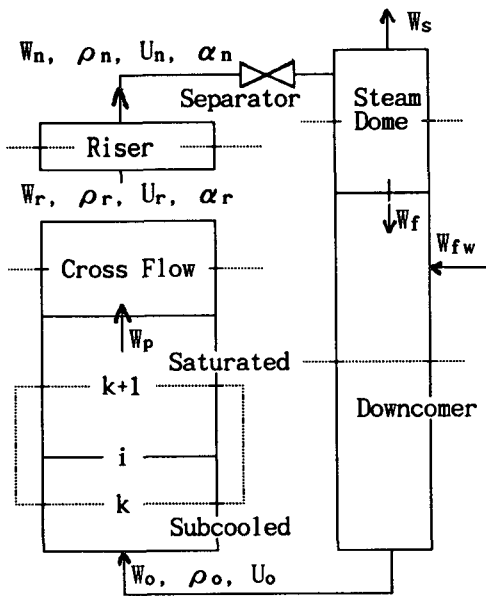 Wn, ρn, Un, αn
Ws
Separator
Steam
Dome
Riser
Wr, ρr, Ur, αr
Wf
Wfw
Cross Flow
Wp
Saturated
k+1
Downcomer
i
k
Subcooled
Wo, ρo, Uo